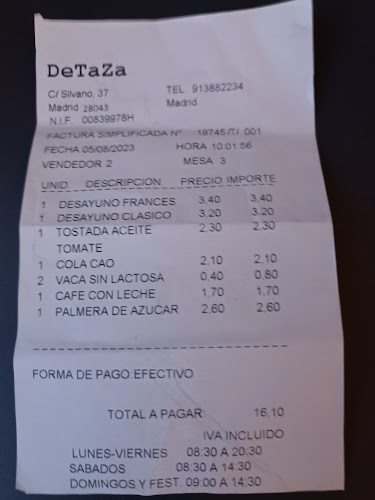 DeTaZa
C/ Silvano, 37 TEL 913882234
Madrid 28043 Madrid
N.I.F. 00839978H
FACTURA SIMPLIFICADA Nº 19745 /T/ 001
FECHA 05/08/2023 HORA 10:01:56
VENDEDOR 2 MESA 3
UNID DESCRIPCION PRECIO IMPORTE
1 DESAYUNO FRANCES 3,40 3,40
1 DESAYUNO CLASICO 3,20 3,20
1 TOSTADA ACEITE 2,30 2,30
TOMATE
1 COLA CAO 2,10 2,10
2 VACA SIN LACTOSA 0,40 0,80
1 CAFE CON LECHE 1,70 1,70
1 PALMERA DE AZUCAR 2,60 2,60
FORMA DE PAGO:EFECTIVO
TOTAL A PAGAR: 16,10
IVA INCLUIDO
LUNES-VIERNES 08:30 A 20:30
SABADOS 08:30 A 14:30
DOMINGOS Y FEST. 09:00 A 14:30